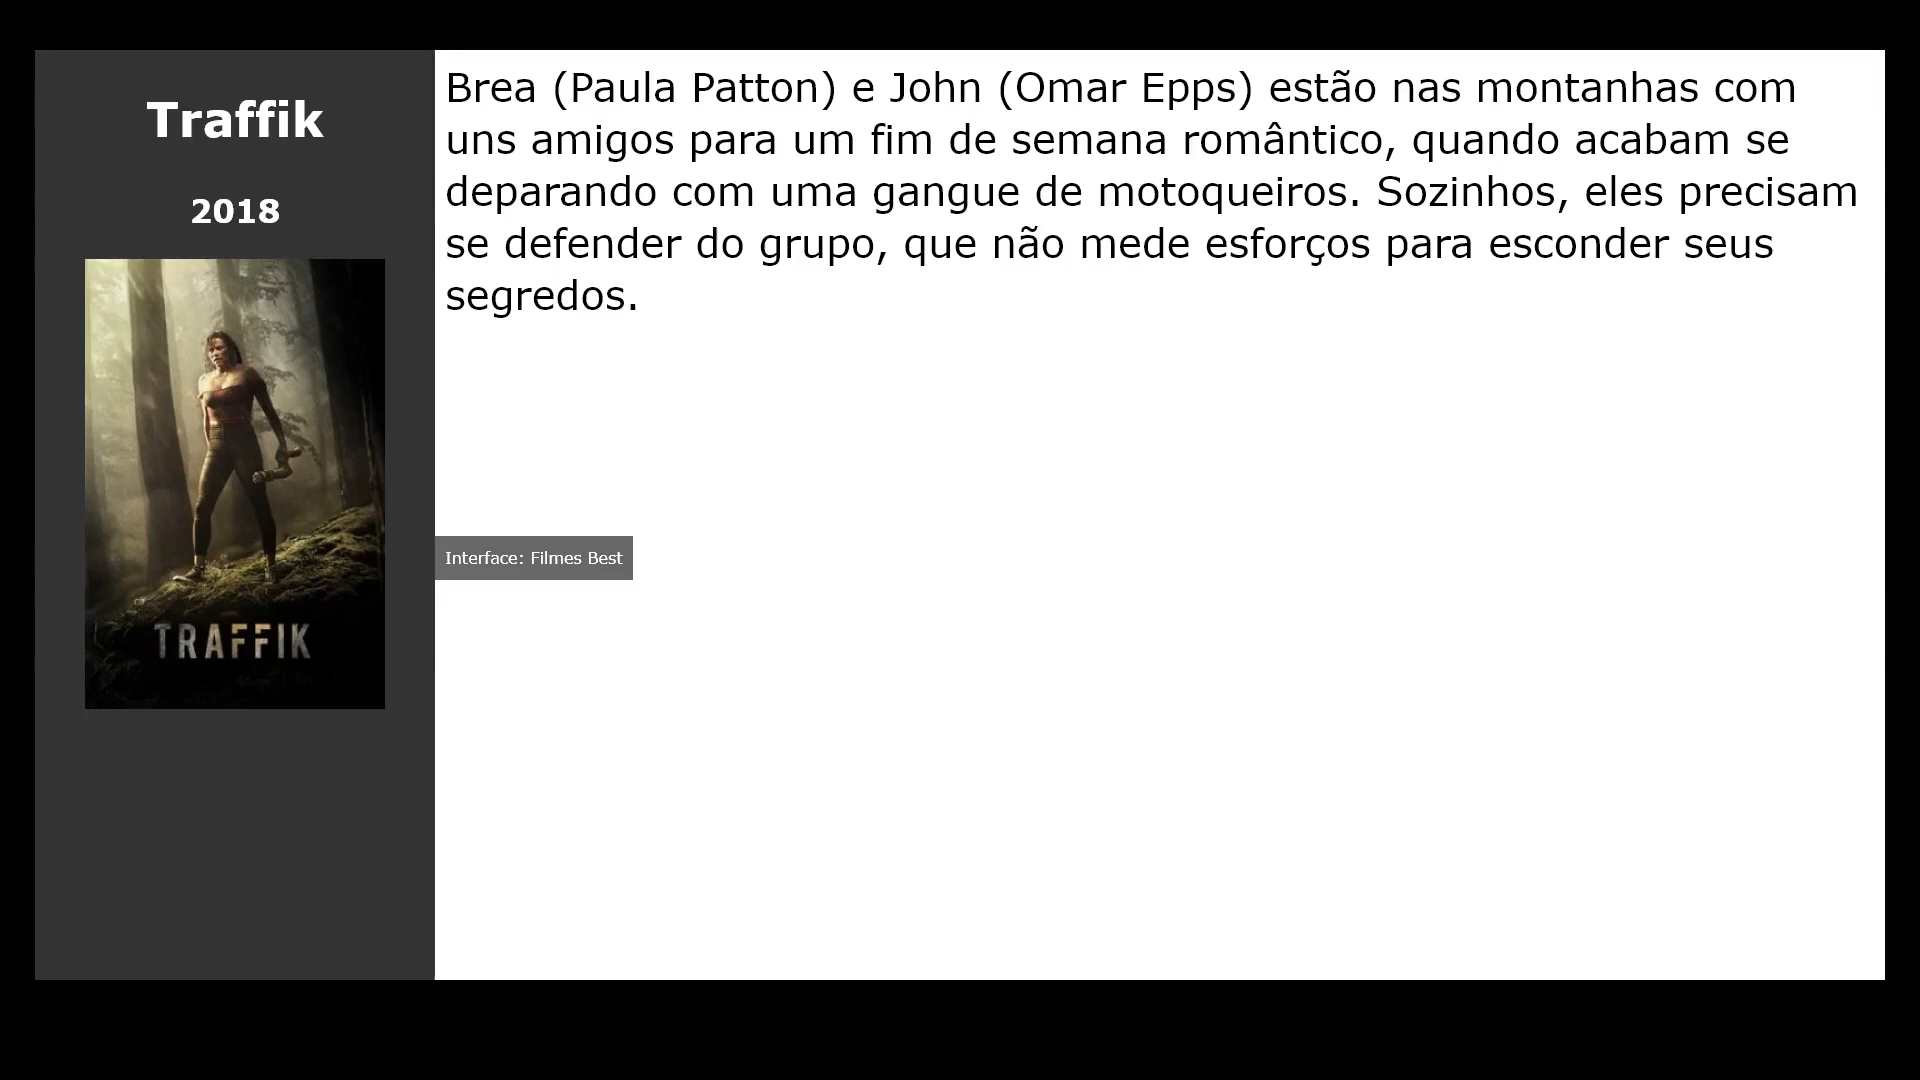 Traffik
2018
TRAFFIK
Brea (Paula Patton) e John (Omar Epps) estão nas montanhas com
uns amigos para um fim de semana romântico, quando acabam se
deparando com uma gangue de motoqueiros. Sozinhos, eles precisam
se defender do grupo, que não mede esforços para esconder seus
segredos.
Interface: Filmes Best